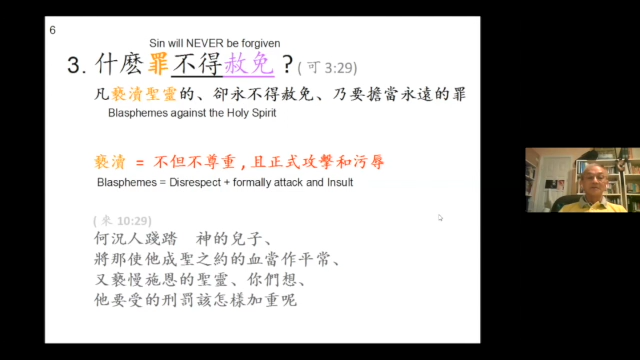 6
Sin will NEVER be forgiven
3. 什麼罪不得赦免？(可 3:29)
凡褻瀆聖靈的、卻永不得赦免、乃要擔當永遠的罪
Blasphemes against the Holy Spirit
褻瀆 = 不但不尊重，且正式攻擊和污辱
Blasphemes = Disrespect + formally attack and Insult
(來 10:29)
何況人踐踏　神的兒子、
將那使他成聖之約的血當作平常、
又褻慢施恩的聖靈、你們想、
他要受的刑罰該怎樣加重呢